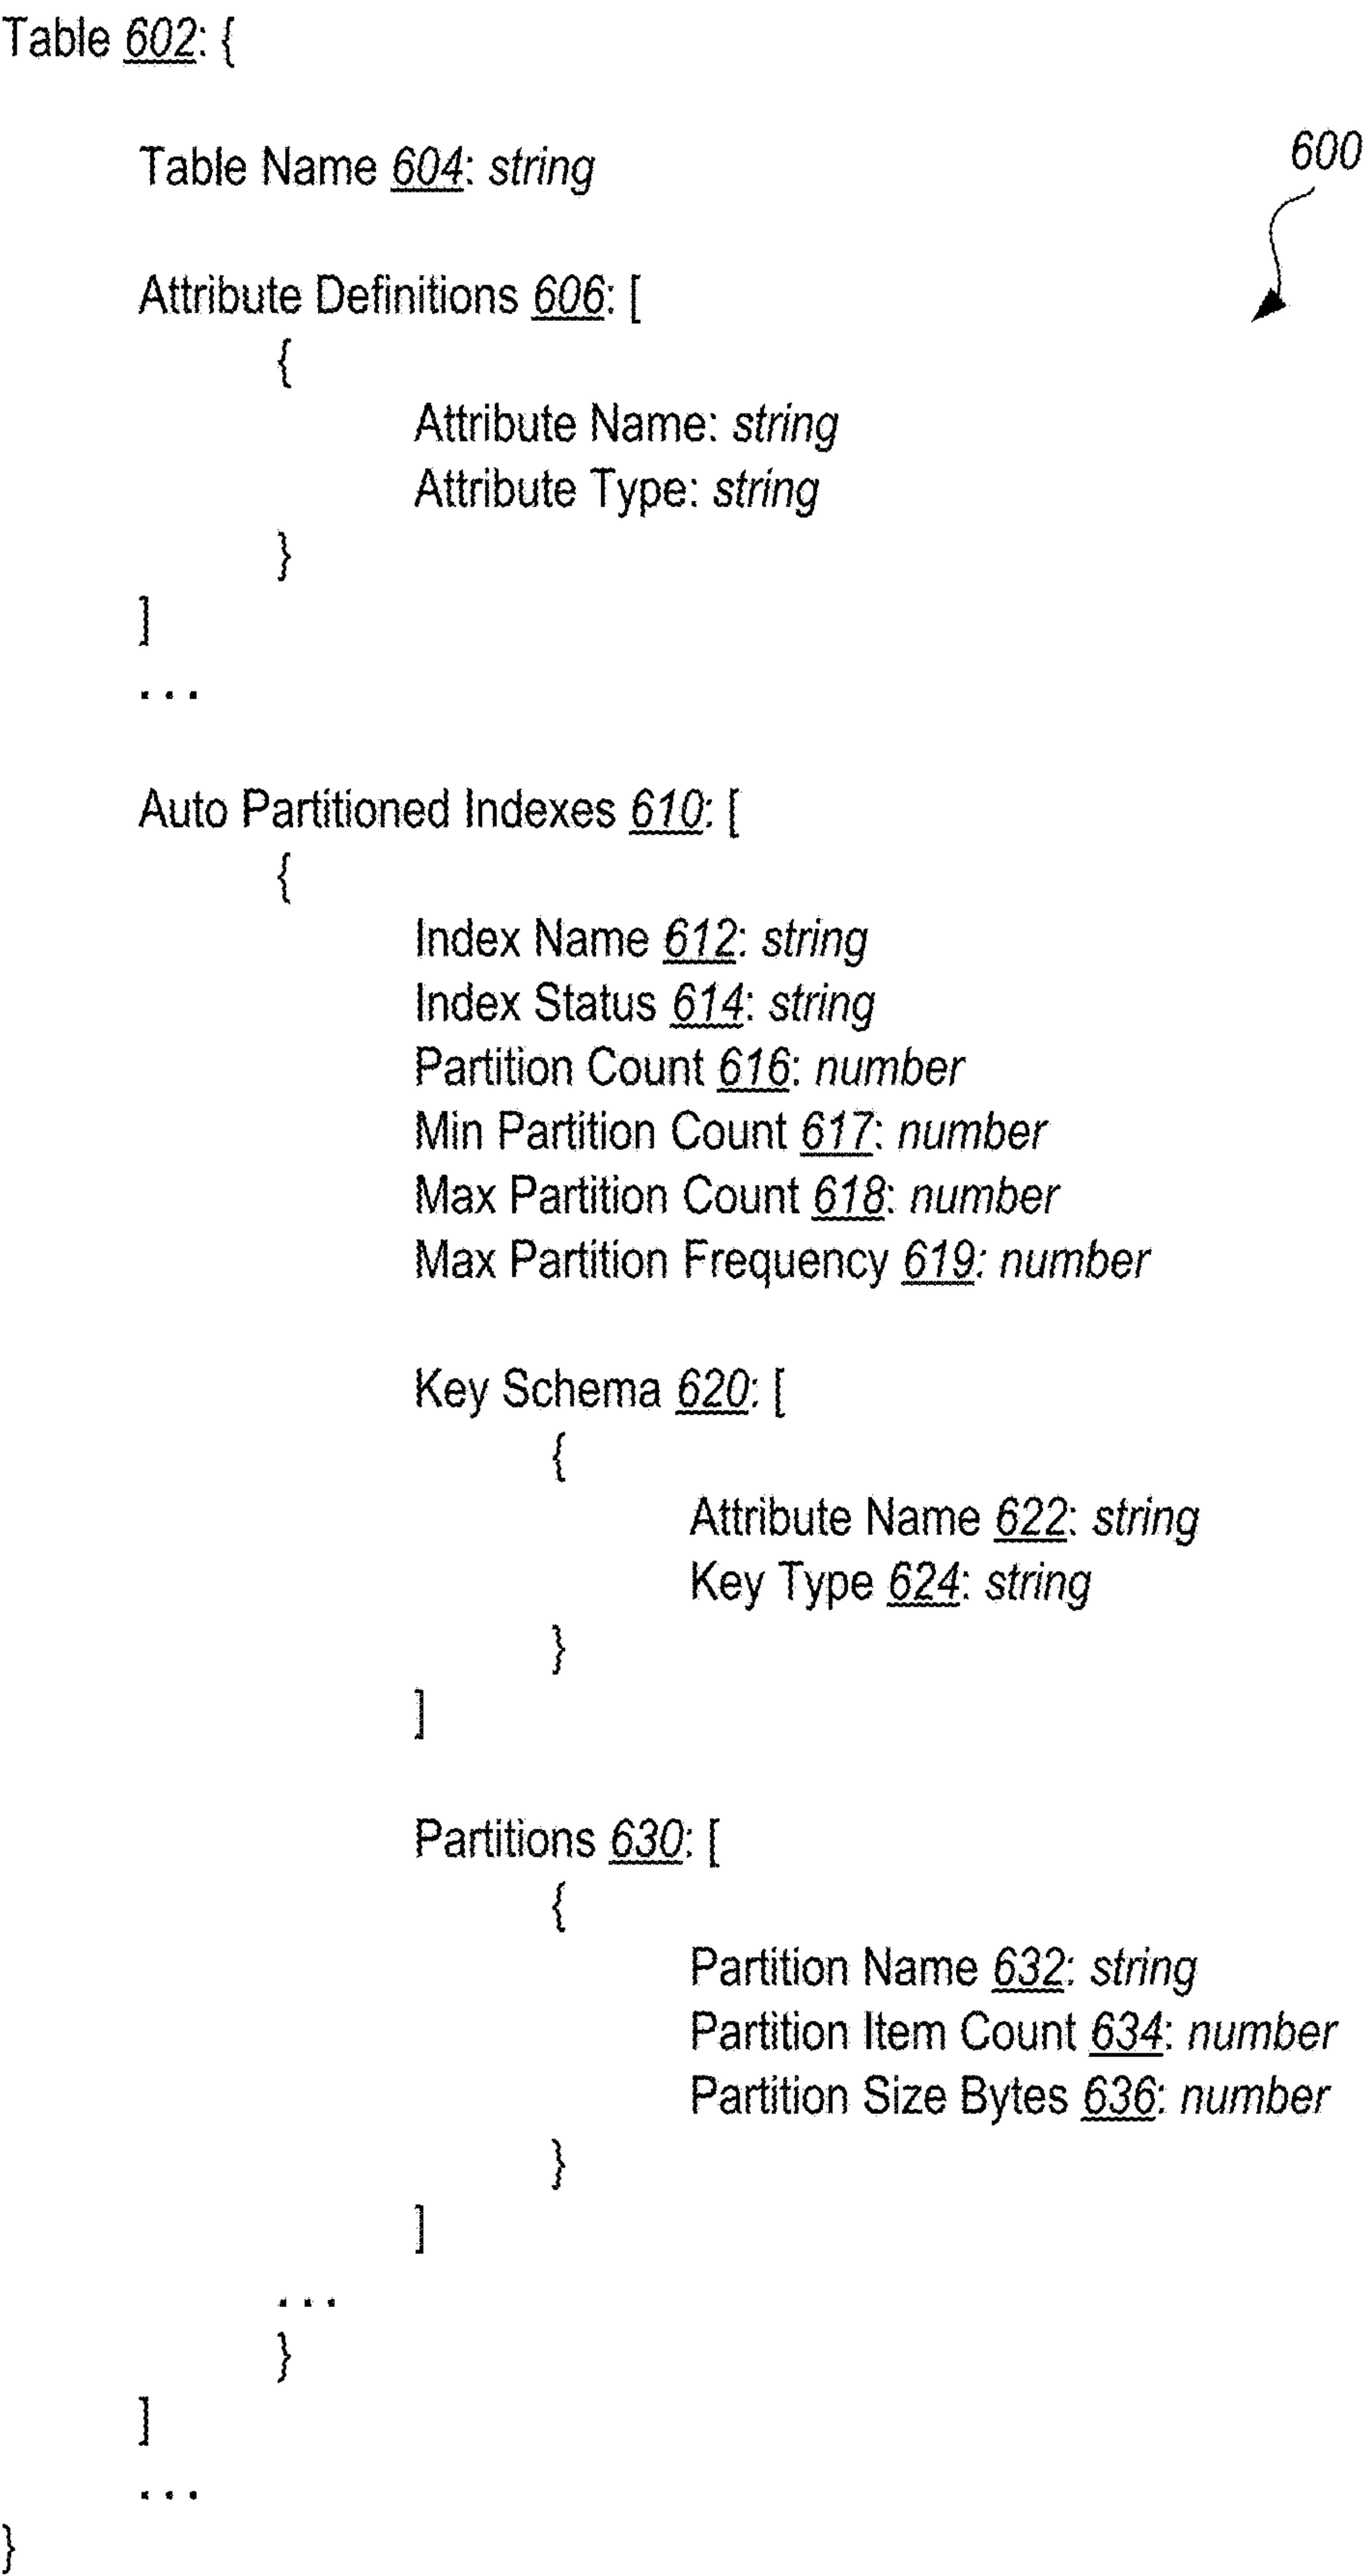 Table 602: {
Table Name 604: string
600
Attribute Definitions 606: [
{
Attribute Name: string
Attribute Type: string
}
]
...
Auto Partitioned Indexes 610: [
{
Index Name 612: string
Index Status 614: string
Partition Count 616: number
Min Partition Count 617: number
Max Partition Count 618: number
Max Partition Frequency 619: number
Key Schema 620: [
{
Attribute Name 622: string
Key Type 624: string
}
]
Partitions 630: [
{
Partition Name 632: string
Partition Item Count 634: number
Partition Size Bytes 636: number
}
]
...
}
]
...
}